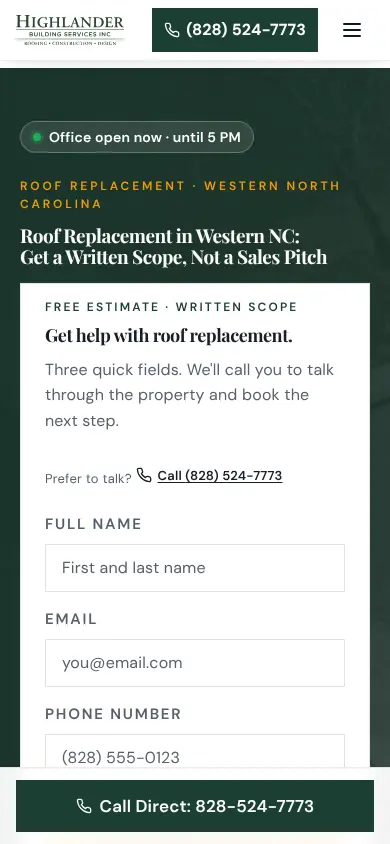 HIGHLANDER
BUILDING SERVICES INC
ROOFING • CONSTRUCTION • DESIGN
(828) 524-7773
Office open now · until 5 PM
ROOF REPLACEMENT · WESTERN NORTH
CAROLINA
Roof Replacement in Western NC:
Get a Written Scope, Not a Sales Pitch
FREE ESTIMATE · WRITTEN SCOPE
Get help with roof replacement.
Three quick fields. We'll call you to talk
through the property and book the
next step.
Prefer to talk? Call (828) 524-7773
FULL NAME
First and last name
EMAIL
you@email.com
PHONE NUMBER
(828) 555-0123
Call Direct: 828-524-7773